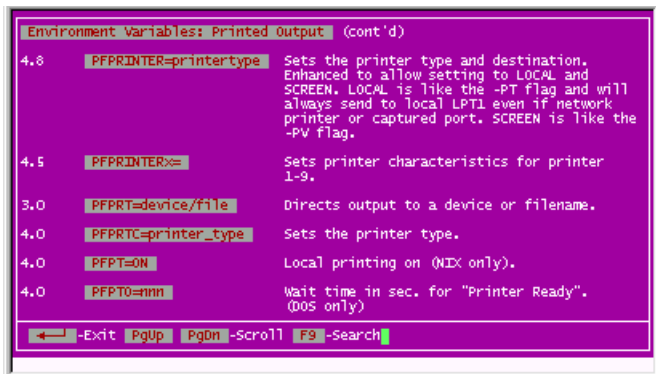 Environment Variables: Printed Output (cont'd)
4.8 PFPRINTER=printertype Sets the printer type and destination.
Enhanced to allow setting to LOCAL and
SCREEN. LOCAL is like the -PT flag and will
always send to local LPT1 even if network
printer or captured port. SCREEN is like the
-PV flag.
4.5 PFPRINTERx= Sets printer characteristics for printer
1-9.
3.0 PFPRT=device/file Directs output to a device or filename.
4.0 PFPRTC=printer_type Sets the printer type.
4.0 PFPT=ON Local printing on (NIX only).
4.0 PFPTO=nnn Wait time in sec. for "Printer Ready".
(DOS only)
-Exit PgUp PgDn -Scroll F9 -Search